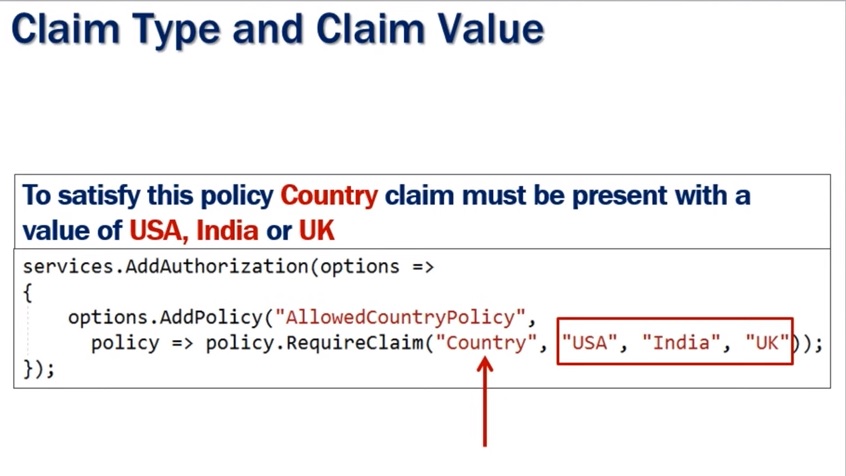 Claim Type and Claim Value
To satisfy this policy Country claim must be present with a
value of USA, India or UK
services.AddAuthorization(options =>
{
    options.AddPolicy("AllowedCountryPolicy",
      policy => policy.RequireClaim("Country", "USA", "India", "UK"));
});